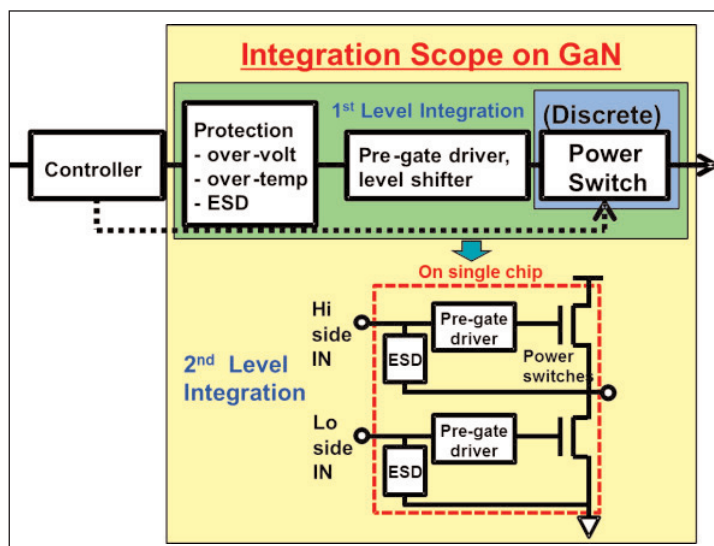 Integration Scope on GaN
1st Level Integration
(Discrete)
Controller
Protection
- over-volt
- over-temp
- ESD
Pre-gate driver,
level shifter
Power
Switch
On single chip
Hi
side
IN
Pre-gate
driver
ESD
Power
switches
2nd Level
Integration
Lo
side
IN
Pre-gate
driver
ESD